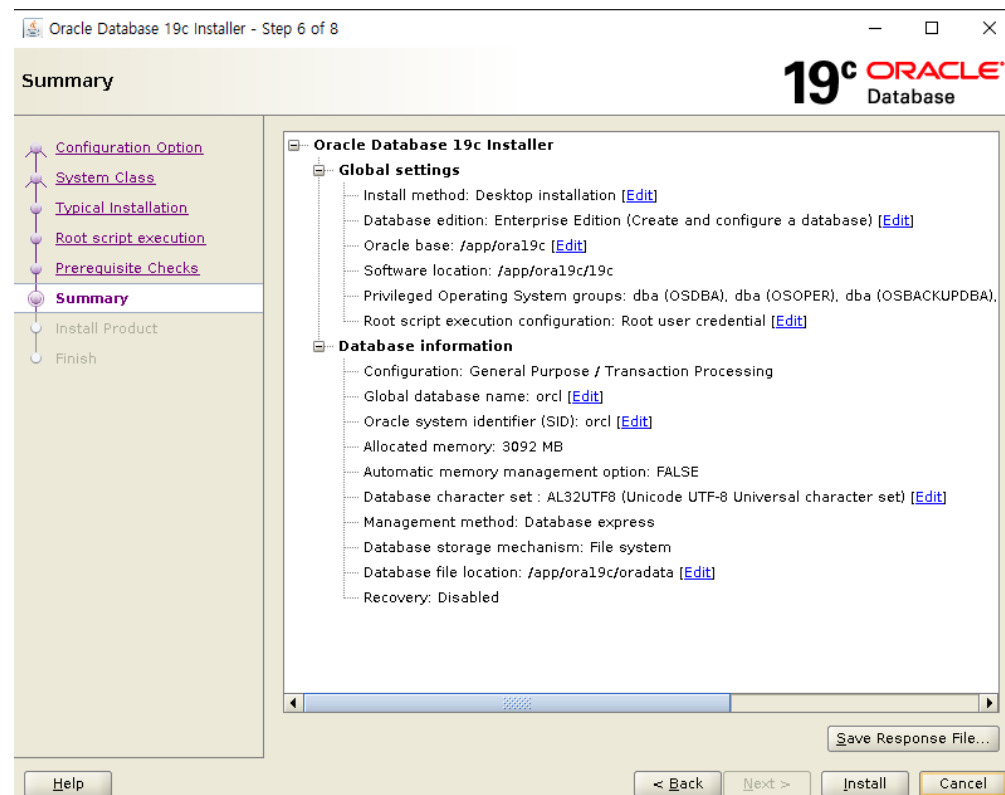 Oracle Database 19c Installer - Step 6 of 8
Summary
19c ORACLE
Database
Configuration Option
System Class
Typical Installation
Root script execution
Prerequisite Checks
Summary
Install Product
Finish
Oracle Database 19c Installer
Global settings
Install method: Desktop installation [Edit]
Database edition: Enterprise Edition (Create and configure a database) [Edit]
Oracle base: /app/ora19c [Edit]
Software location: /app/ora19c/19c
Privileged Operating System groups: dba (OSDBA), dba (OSOPER), dba (OSBACKUPDBA),
Root script execution configuration: Root user credential [Edit]
Database information
Configuration: General Purpose / Transaction Processing
Global database name: orcl [Edit]
Oracle system identifier (SID): orcl [Edit]
Allocated memory: 3092 MB
Automatic memory management option: FALSE
Database character set : AL32UTF8 (Unicode UTF-8 Universal character set) [Edit]
Management method: Database express
Database storage mechanism: File system
Database file location: /app/ora19c/oradata [Edit]
Recovery: Disabled
Save Response File...
Help
< Back
Next >
Install
Cancel